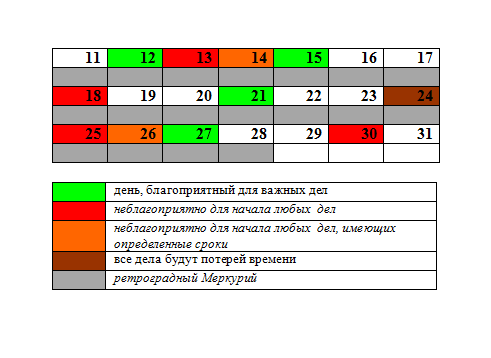 11 12 13 14 15 16 17
18 19 20 21 22 23 24
25 26 27 28 29 30 31
день, благоприятный для важных дел
неблагоприятно для начала любых дел
неблагоприятно для начала любых дел, имеющих
определенные сроки
все дела будут потерей времени
ретроградный Меркурий